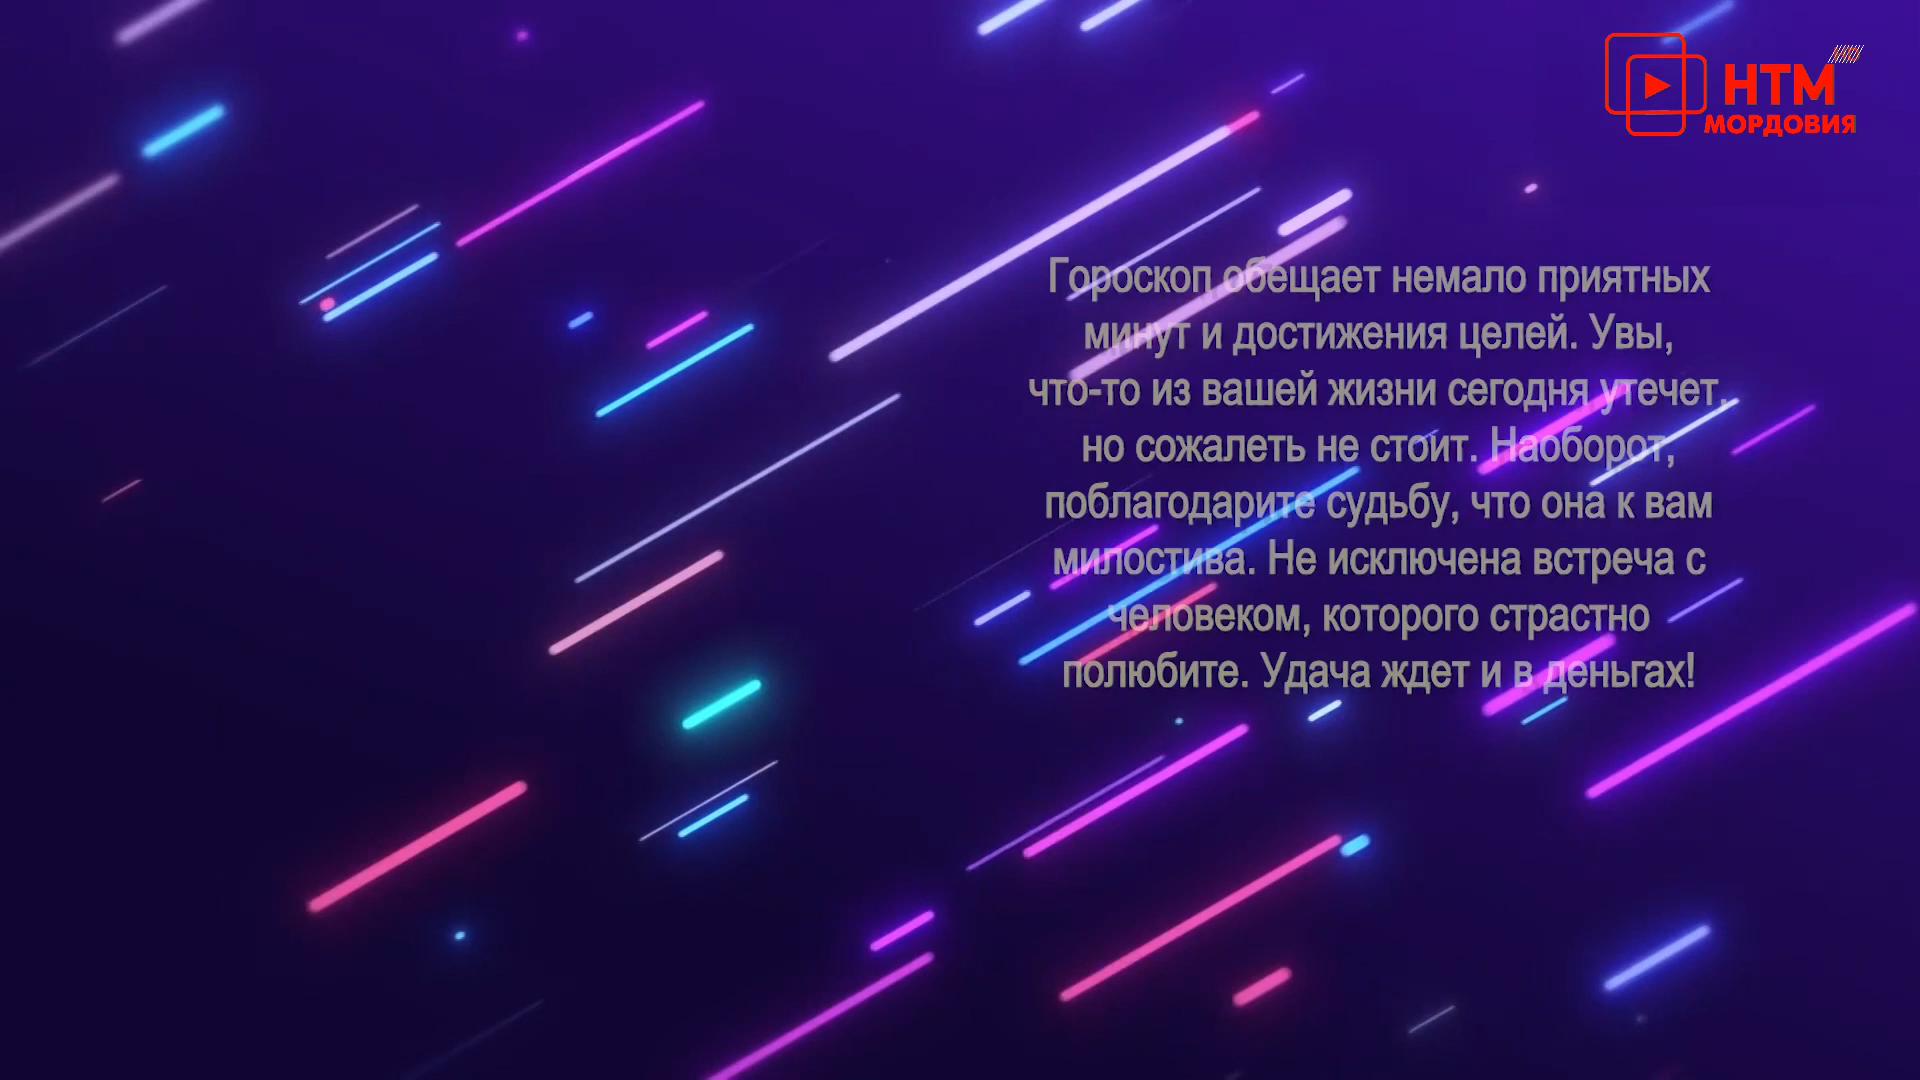 НТМ
МОРДОВИЯ
Гороскоп обещает немало приятных
минут и достижения целей. Увы,
что-то из вашей жизни сегодня утечет,
но сожалеть не стоит. Наоборот,
поблагодарите судьбу, что она к вам
милостива. Не исключена встреча с
человеком, которого страстно
полюбите. Удача ждет и в деньгах!